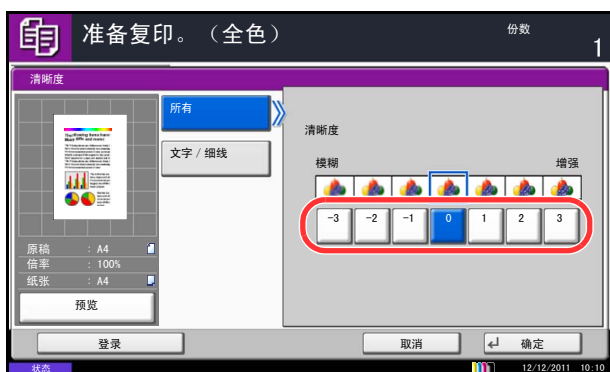 准备复印。（全色）
份数
1
清晰度
所有
文字 / 细线
清晰度
模糊 增强
-3 -2 -1 0 1 2 3
原稿 : A4
倍率 : 100%
纸张 : A4
预览
登录 取消 确定
状态 12/12/2011 10:10